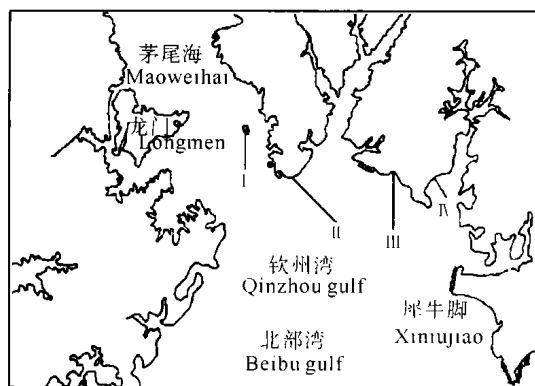 茅尾海
Maoweihai
龙门
Longmen
I
II
III
IV
钦州湾
Qinzhou gulf
犀牛脚
Xiniujiao
北部湾
Beibu gulf